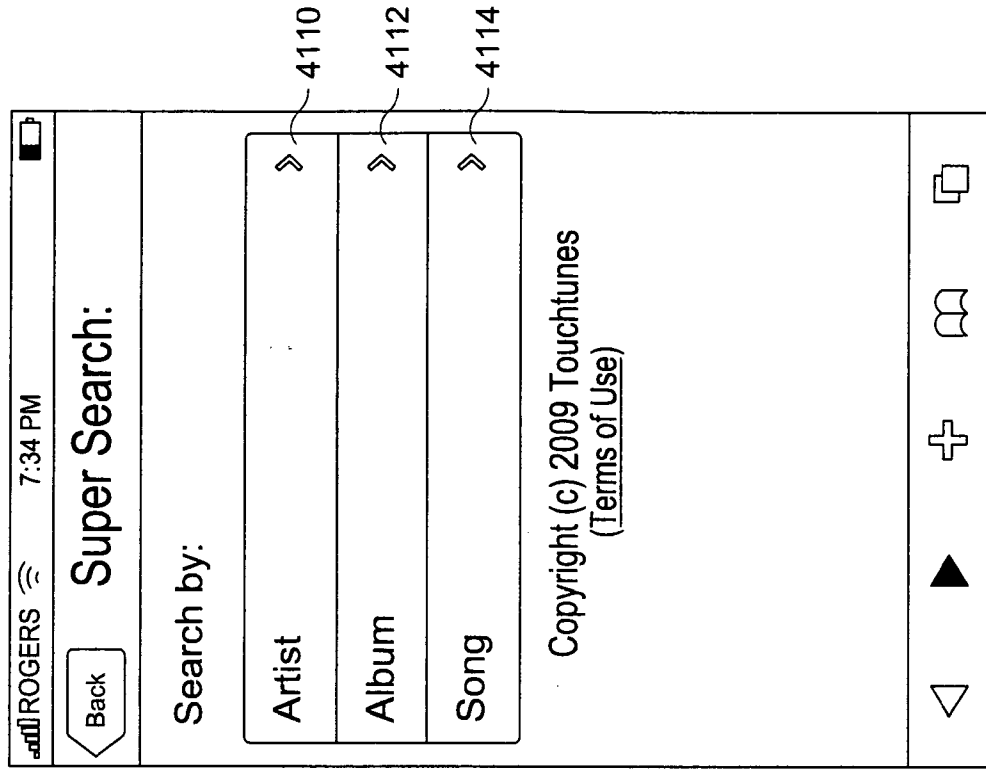 ROGERS 7:34 PM
Back Super Search:
Search by:
Artist 4110
Album 4112
Song 4114
Copyright (c) 2009 Touchtunes
(Terms of Use)